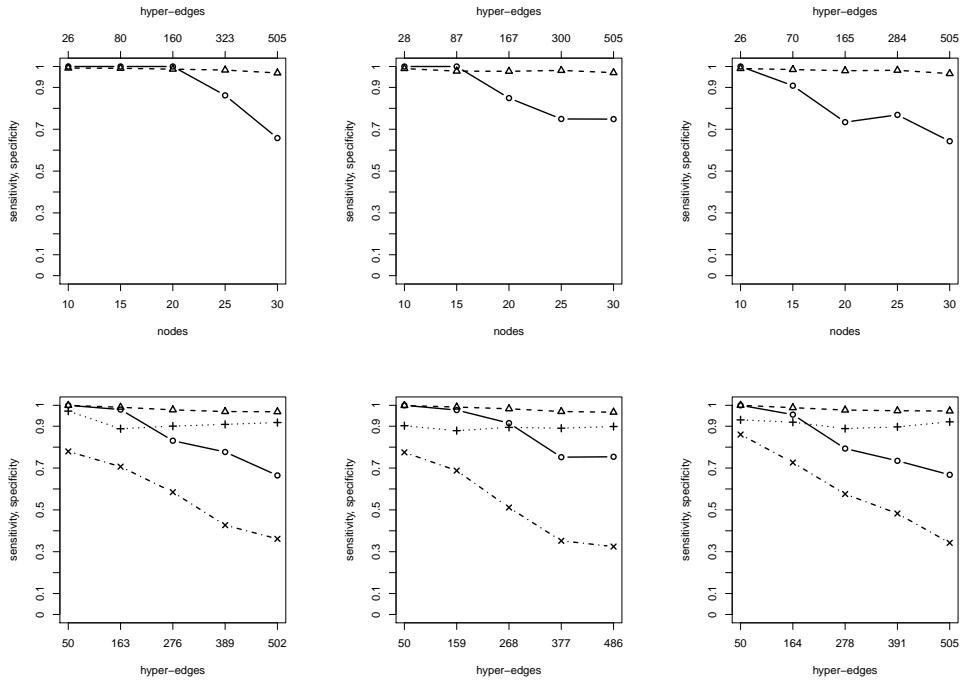 hyper−edges
26 80 160 323 505
sensitivity, specificity
1
0.9
0.7
0.5
0.3
0.1
0
10 15 20 25 30
nodes
hyper−edges
28 87 167 300 505
sensitivity, specificity
1
0.9
0.7
0.5
0.3
0.1
0
10 15 20 25 30
nodes
hyper−edges
26 70 165 284 505
sensitivity, specificity
1
0.9
0.7
0.5
0.3
0.1
0
10 15 20 25 30
nodes
sensitivity, specificity
1
0.9
0.7
0.5
0.3
0.1
0
50 163 276 389 502
hyper−edges
sensitivity, specificity
1
0.9
0.7
0.5
0.3
0.1
0
50 159 268 377 486
hyper−edges
sensitivity, specificity
1
0.9
0.7
0.5
0.3
0.1
0
50 164 278 391 505
hyper−edges